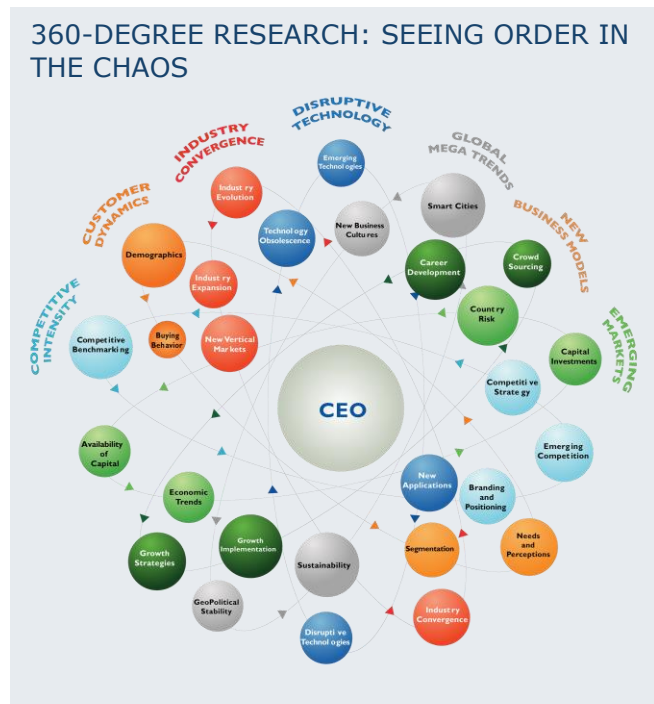 360-DEGREE RESEARCH: SEEING ORDER IN
THE CHAOS
DISRUPTIVE
TECHNOLOGY
INDUSTRY
CONVERGENCE
GLOBAL
MEGA TRENDS
CUSTOMER
DYNAMICS
NEW
BUSINESS MODELS
COMPETITIVE
INTENSITY
EMERGING
MARKETS
Emerging
Technologies
Industry
Evolution
Smart Cities
Technology
Obsolescence
New Business
Cultures
Demographics
Career
Development
Crowd
Sourcing
Industry
Expansion
Country
Risk
Competitive
Benchmarking
Buying
Behavior
New Vertical
Markets
Capital
Investments
Competitive
Strategy
CEO
Availability
of
Capital
Emerging
Competition
Economic
Trends
New
Applications
Branding
and
Positioning
Growth
Strategies
Growth
Implementation
Sustainability
Segmentation
Needs
and
Perceptions
GeoPolitical
Stability
Industry
Convergence
Disruptive
Technologies